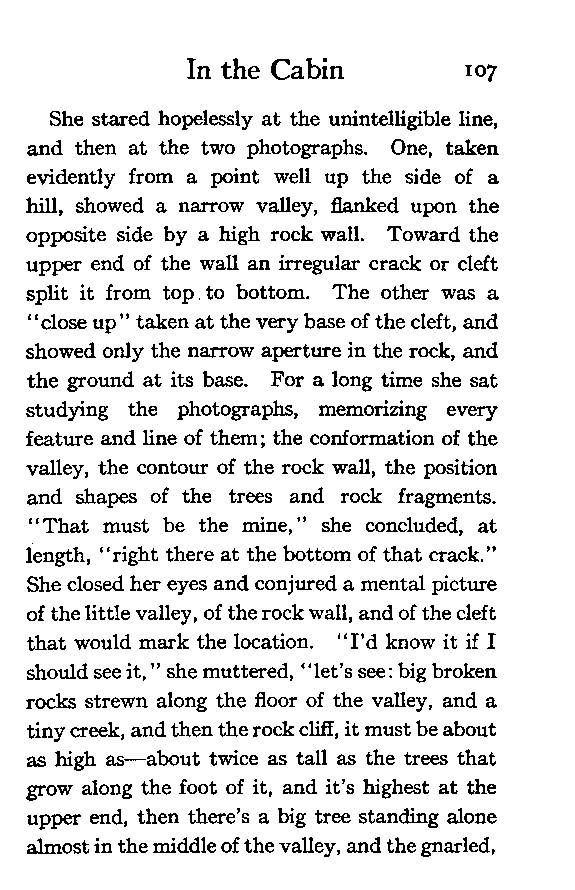 In the Cabin 107
She stared hopelessly at the unintelligible line,
and then at the two photographs. One, taken
evidently from a point well up the side of a
hill, showed a narrow valley, flanked upon the
opposite side by a high rock wall. Toward the
upper end of the wall an irregular crack or cleft
split it from top to bottom. The other was a
"close up" taken at the very base of the cleft, and
showed only the narrow aperture in the rock, and
the ground at its base. For a long time she sat
studying the photographs, memorizing every
feature and line of them; the conformation of the
valley, the contour of the rock wall, the position
and shapes of the trees and rock fragments.
"That must be the mine," she concluded, at
length, "right there at the bottom of that crack."
She closed her eyes and conjured a mental picture
of the little valley, of the rock wall, and of the cleft
that would mark the location. "I'd know it if I
should see it," she muttered, "let's see: big broken
rocks strewn along the floor of the valley, and a
tiny creek, and then the rock cliff, it must be about
as high as—about twice as tall as the trees that
grow along the foot of it, and it's highest at the
upper end, then there's a big tree standing alone
almost in the middle of the valley, and the gnarled,